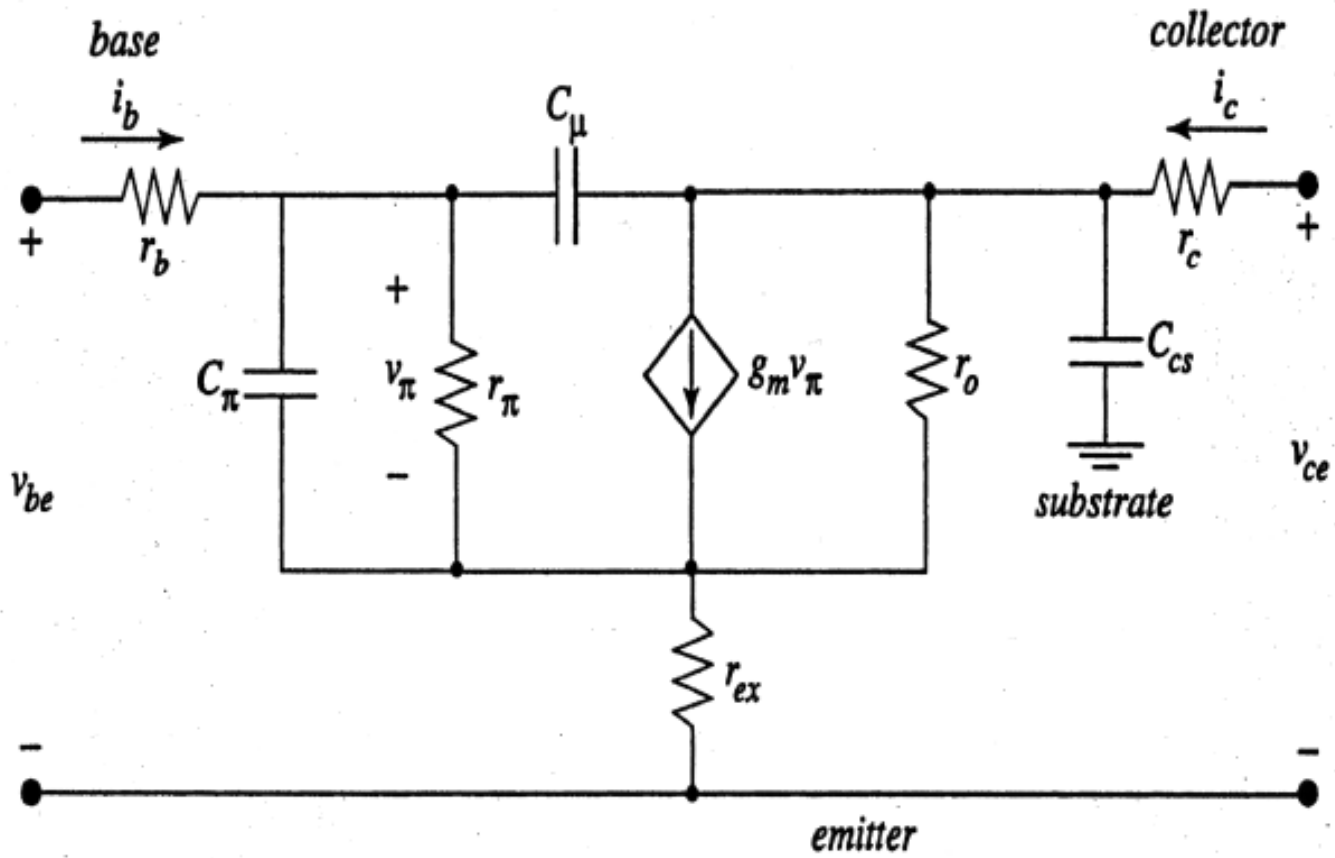 base
collector
i_b
C_μ
i_c
+
r_b
r_c
+
+
v_π
r_π
−
C_π
g_m v_π
r_o
C_cs
substrate
v_be
v_ce
r_ex
−
−
emitter